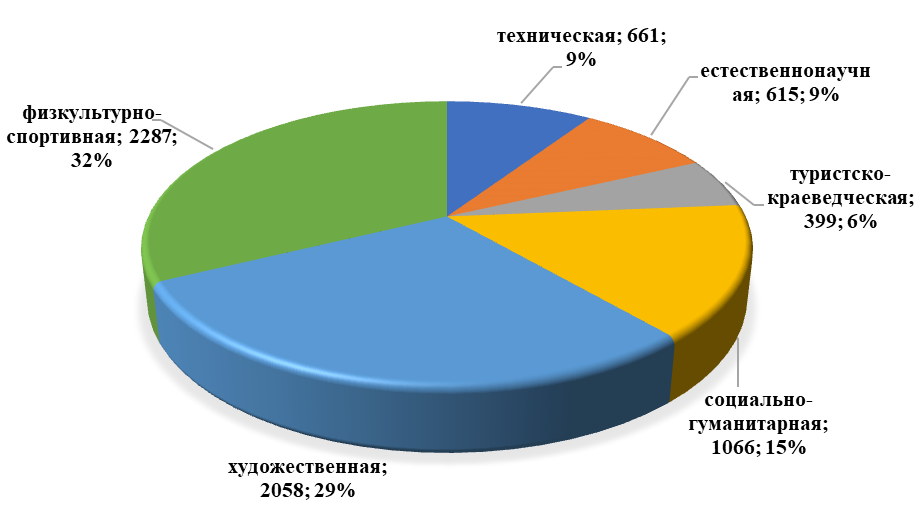 техническая; 661;
9%
естественнонаучн
ая; 615; 9%
туристско-
краеведческая;
399; 6%
социально-
гуманитарная;
1066; 15%
художественная;
2058; 29%
физкультурно-
спортивная; 2287;
32%